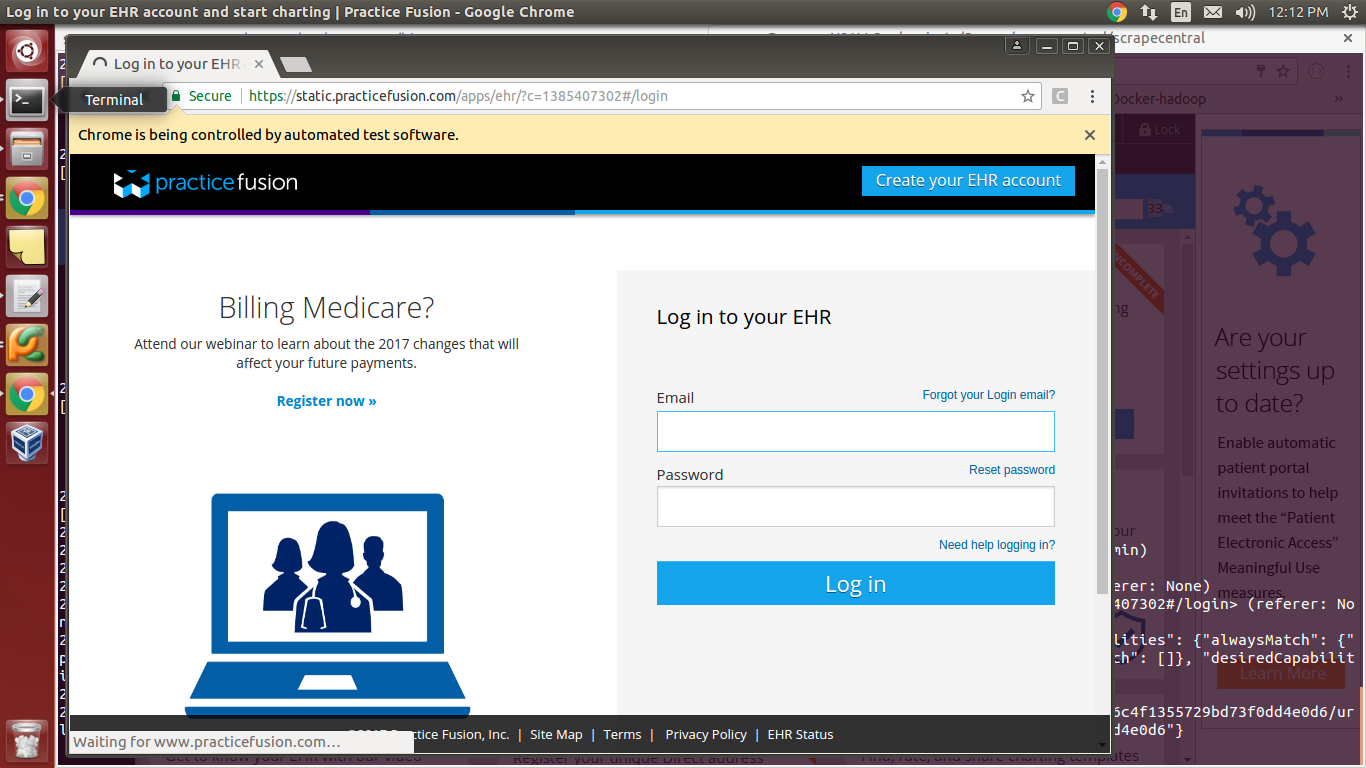 Log in to your EHR account and start charting | Practice Fusion - Google Chrome
En
12:12 PM
scrapecentral
Log in to your EHR
Terminal
Secure
https://static.practicefusion.com/apps/ehr/?c=1385407302#/login
C
Docker-hadoop
»
Chrome is being controlled by automated test software.
Lock
practice fusion
Create your EHR account
33%
INCOMPLETE
Billing Medicare?
Attend our webinar to learn about the 2017 changes that will
affect your future payments.
Register now »
Log in to your EHR
Email
Forgot your Login email?
Password
Reset password
Need help logging in?
Log in
Are your
settings up
to date?
Enable automatic
patient portal
invitations to help
meet the “Patient
Electronic Access”
Meaningful Use
measures.
min)
erer: None)
407302#/login> (referer: No
lities": {"alwaysMatch": {"
ch": []}, "desiredCapabilit
Learn More
6c4f1355729bd73f0dd4e0d6/ur
d4e0d6"}
Practice Fusion, Inc. | Site Map | Terms | Privacy Policy | EHR Status
Waiting for www.practicefusion.com...
Get to know your EHR with our video
Register your unique Direct address
Find, rate, and share charting templates